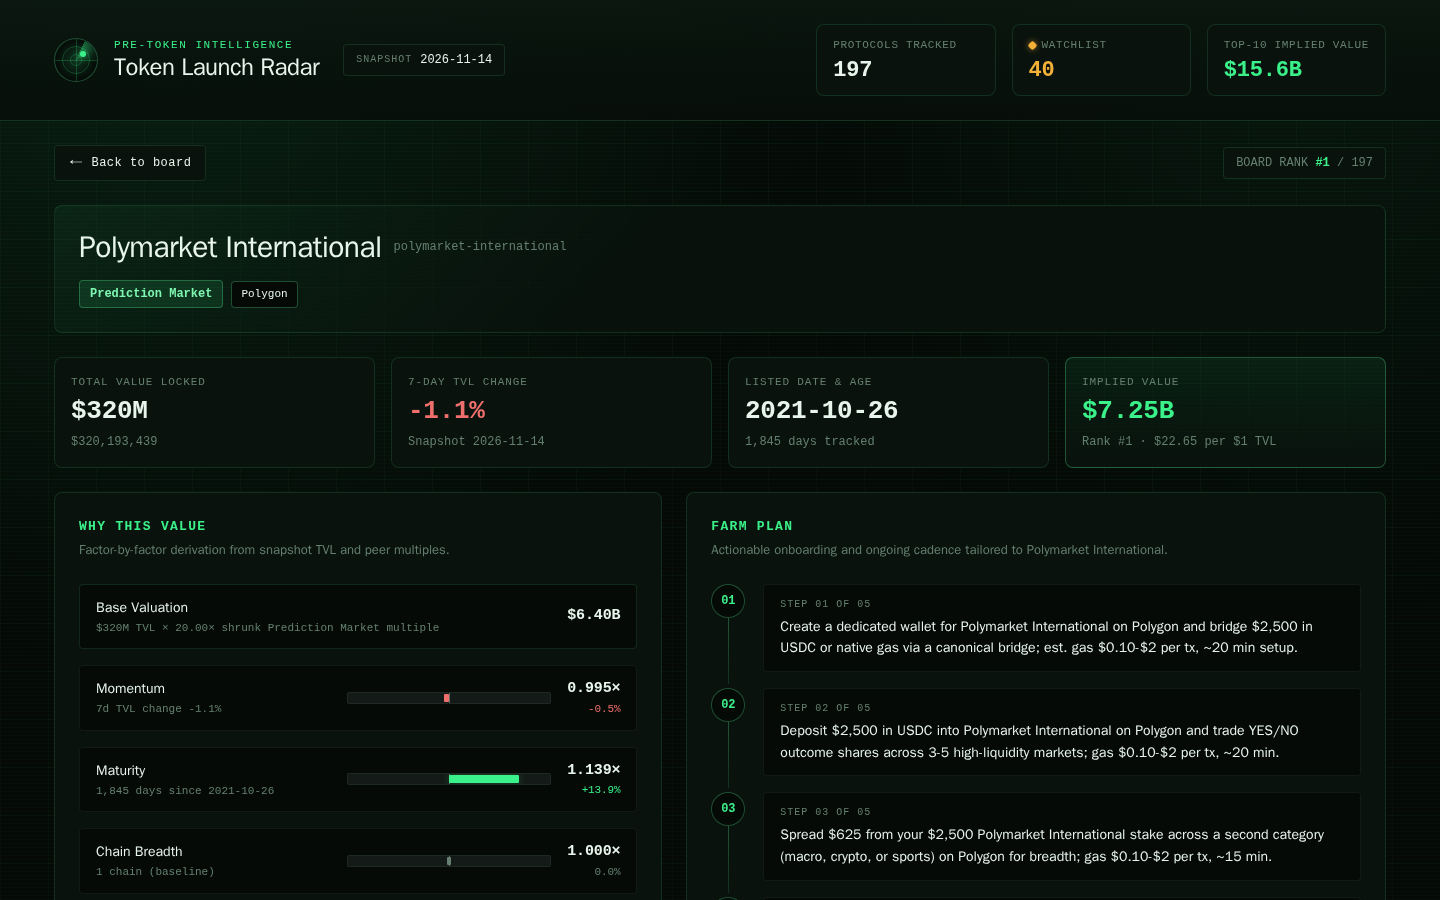 PRE-TOKEN INTELLIGENCE
Token Launch Radar
SNAPSHOT 2026-11-14
PROTOCOLS TRACKED
197
WATCHLIST
40
TOP-10 IMPLIED VALUE
$15.6B
← Back to board
BOARD RANK #1 / 197
Polymarket International polymarket-international
Prediction Market Polygon
TOTAL VALUE LOCKED
$320M
$320,193,439
7-DAY TVL CHANGE
-1.1%
Snapshot 2026-11-14
LISTED DATE & AGE
2021-10-26
1,845 days tracked
IMPLIED VALUE
$7.25B
Rank #1 · $22.65 per $1 TVL
WHY THIS VALUE
Factor-by-factor derivation from snapshot TVL and peer multiples.
Base Valuation
$320M TVL × 20.00× shrunk Prediction Market multiple
$6.40B
Momentum
7d TVL change -1.1%
0.995×
-0.5%
Maturity
1,845 days since 2021-10-26
1.139×
+13.9%
Chain Breadth
1 chain (baseline)
1.000×
0.0%
FARM PLAN
Actionable onboarding and ongoing cadence tailored to Polymarket International.
01
STEP 01 OF 05
Create a dedicated wallet for Polymarket International on Polygon and bridge $2,500 in
USDC or native gas via a canonical bridge; est. gas $0.10-$2 per tx, ~20 min setup.
02
STEP 02 OF 05
Deposit $2,500 in USDC into Polymarket International on Polygon and trade YES/NO
outcome shares across 3-5 high-liquidity markets; gas $0.10-$2 per tx, ~20 min.
03
STEP 03 OF 05
Spread $625 from your $2,500 Polymarket International stake across a second category
(macro, crypto, or sports) on Polygon for breadth; gas $0.10-$2 per tx, ~15 min.